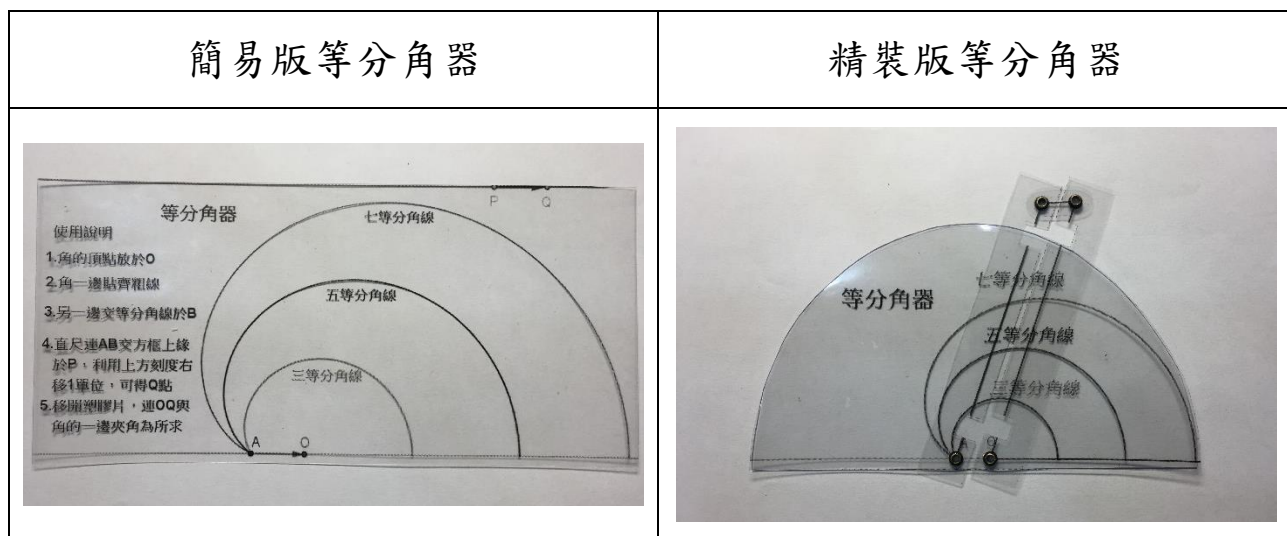 簡易版等分角器
精裝版等分角器
等分角器
使用說明
1.角的頂點放於O
2.角一邊貼齊粗線
3.另一邊交等分角線於B
4.直尺連AB交方框上緣
於B，利用上方刻度右
移1單位，可得Q點
5.移開塑膠片，連OQ與
角的一邊夾角為所求
七等分角線
五等分角線
三等分角線
P Q
A O
等分角器
七等分角線
五等分角線
三等分角線
A